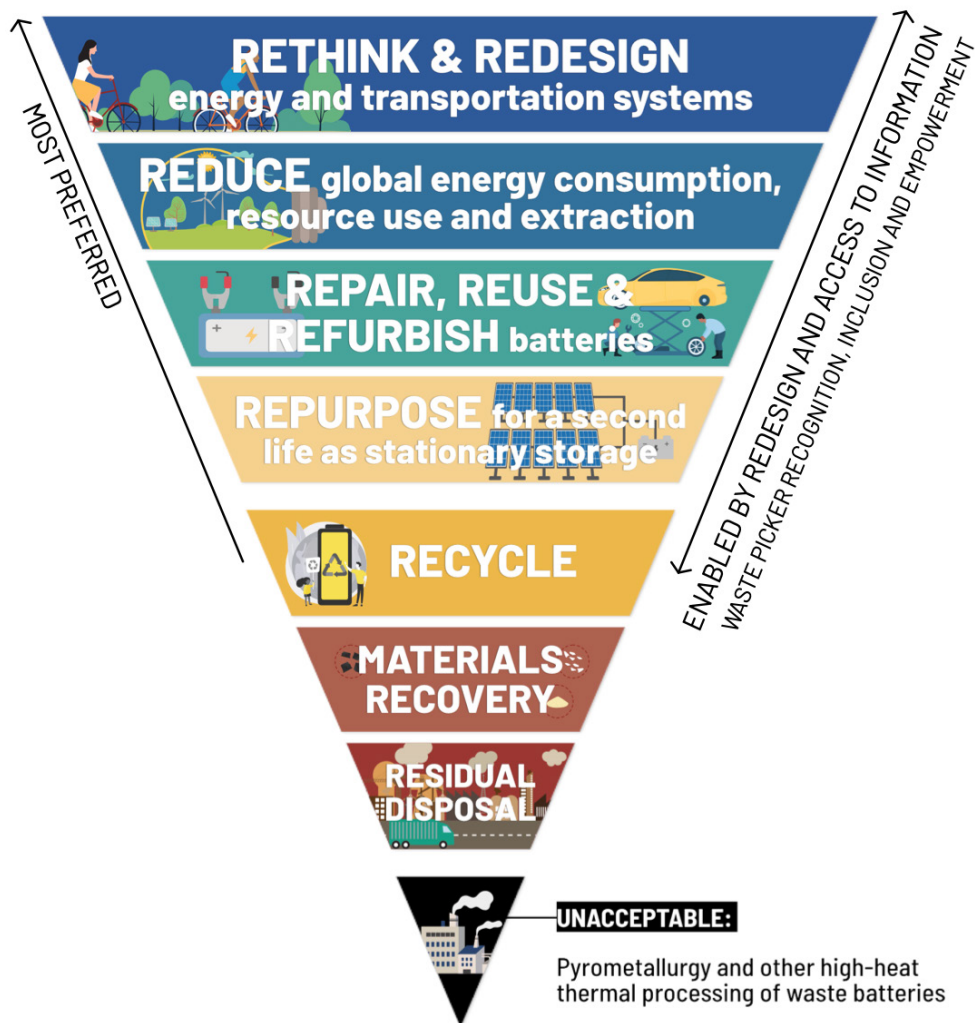 RETHINK & REDESIGN
energy and transportation systems
REDUCE global energy consumption,
resource use and extraction
REPAIR, REUSE &
REFURBISH batteries
REPURPOSE for a second
life as stationary storage
RECYCLE
MATERIALS
RECOVERY
RESIDUAL
DISPOSAL
UNACCEPTABLE:
Pyrometallurgy and other high-heat
thermal processing of waste batteries
MOST PREFERRED
ENABLED BY REDESIGN AND ACCESS TO INFORMATION
WASTE PICKER RECOGNITION, INCLUSION AND EMPOWERMENT